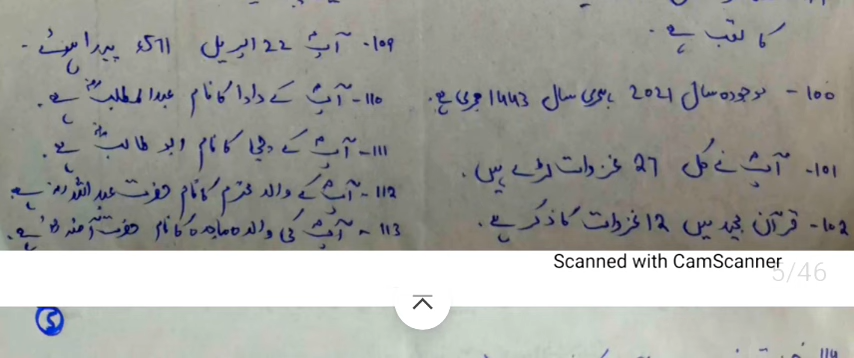 کا لقب ہے۔
100- موجودہ سال 2021 ہجری سال 1443 ہجری ہے۔
101- آپؐ نے کل 27 غزوات لڑے ہیں۔
102- قرآن مجید میں 12 غزوات کا ذکر ہے۔
109- آپؐ 22 اپریل 571ء پیدا ہوئے۔
110- آپؐ کے دادا کا نام عبدالمطلب ہے۔
111- آپؐ کے چچا کا نام ابو طالب ہے۔
112- آپؐ کے والد محترم کا نام حضرت عبداللہ ہے۔
113- آپؐ کی والدہ ماجدہ کا نام حضرت آمنہ ہے۔
Scanned with CamScanner
5/46
5
114